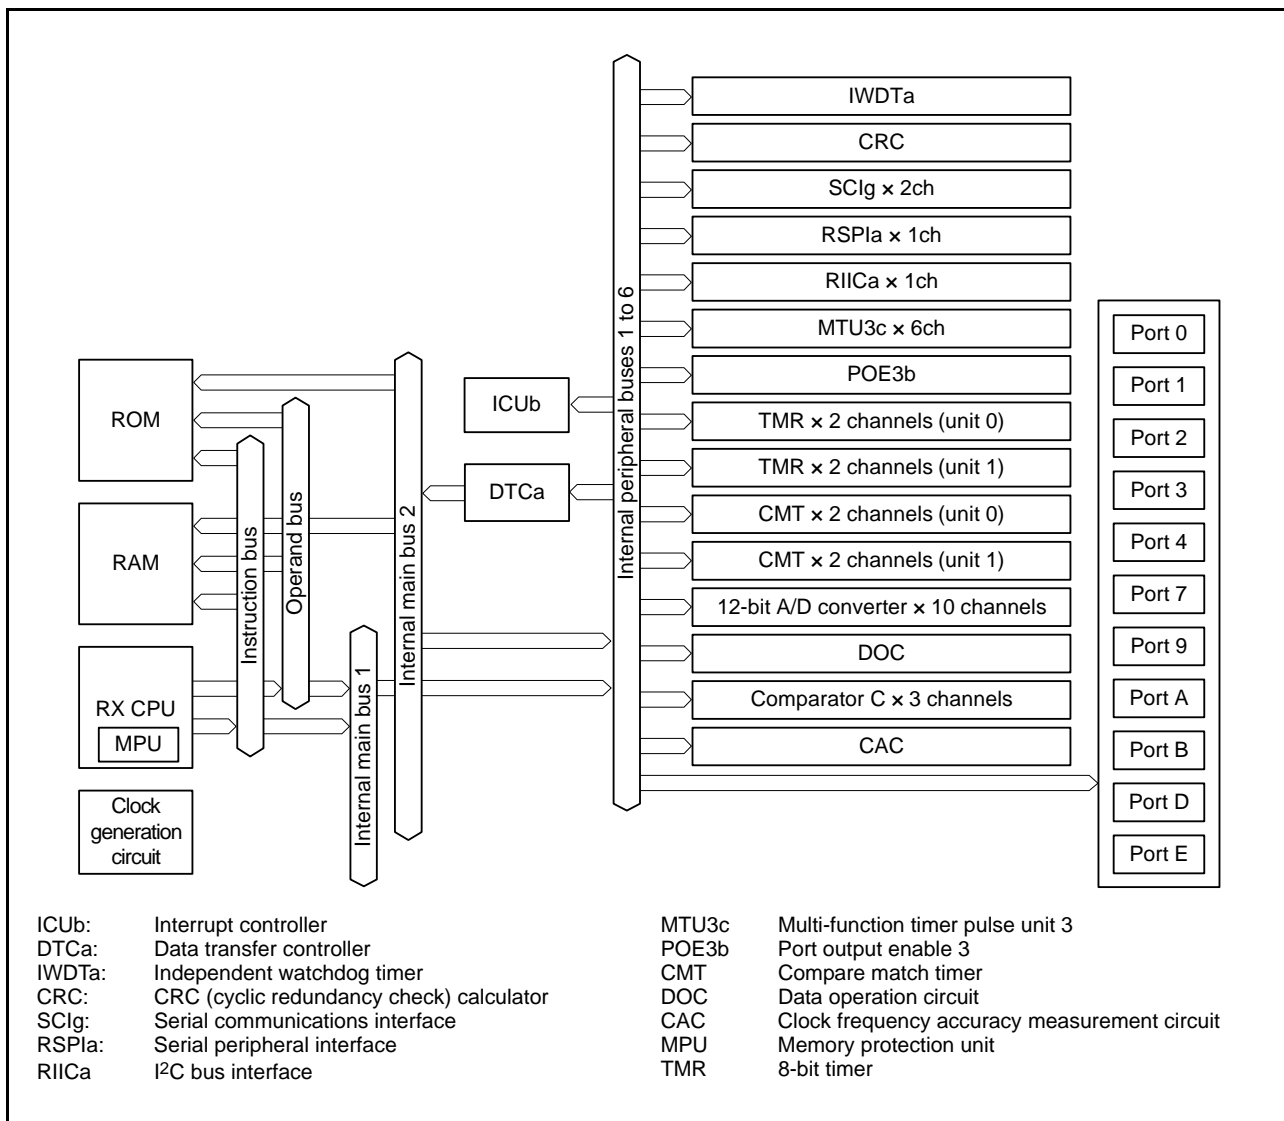 IWDTa
CRC
SCIg × 2ch
RSPIa × 1ch
RIICa × 1ch
MTU3c × 6ch
POE3b
TMR × 2 channels (unit 0)
TMR × 2 channels (unit 1)
CMT × 2 channels (unit 0)
CMT × 2 channels (unit 1)
12-bit A/D converter × 10 channels
DOC
Comparator C × 3 channels
CAC
Port 0
Port 1
Port 2
Port 3
Port 4
Port 7
Port 9
Port A
Port B
Port D
Port E
Internal peripheral buses 1 to 6
ICUb
DTCa
Internal main bus 2
Internal main bus 1
Operand bus
Instruction bus
ROM
RAM
RX CPU
MPU
Clock
generation
circuit
ICUb: Interrupt controller
DTCa: Data transfer controller
IWDTa: Independent watchdog timer
CRC: CRC (cyclic redundancy check) calculator
SCIg: Serial communications interface
RSPIa: Serial peripheral interface
RIICa I2C bus interface
MTU3c Multi-function timer pulse unit 3
POE3b Port output enable 3
CMT Compare match timer
DOC Data operation circuit
CAC Clock frequency accuracy measurement circuit
MPU Memory protection unit
TMR 8-bit timer